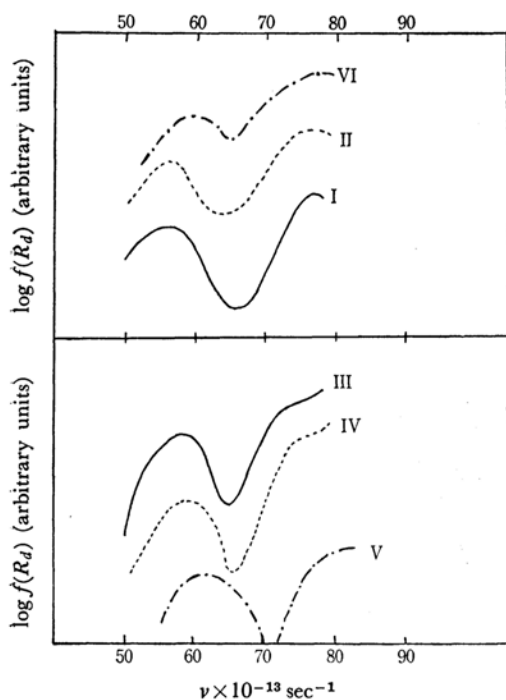 50 60 70 80 90
VI
II
I
log f(R_d) (arbitrary units)
III
IV
V
log f(R_d) (arbitrary units)
50 60 70 80 90
ν×10⁻¹³ sec⁻¹